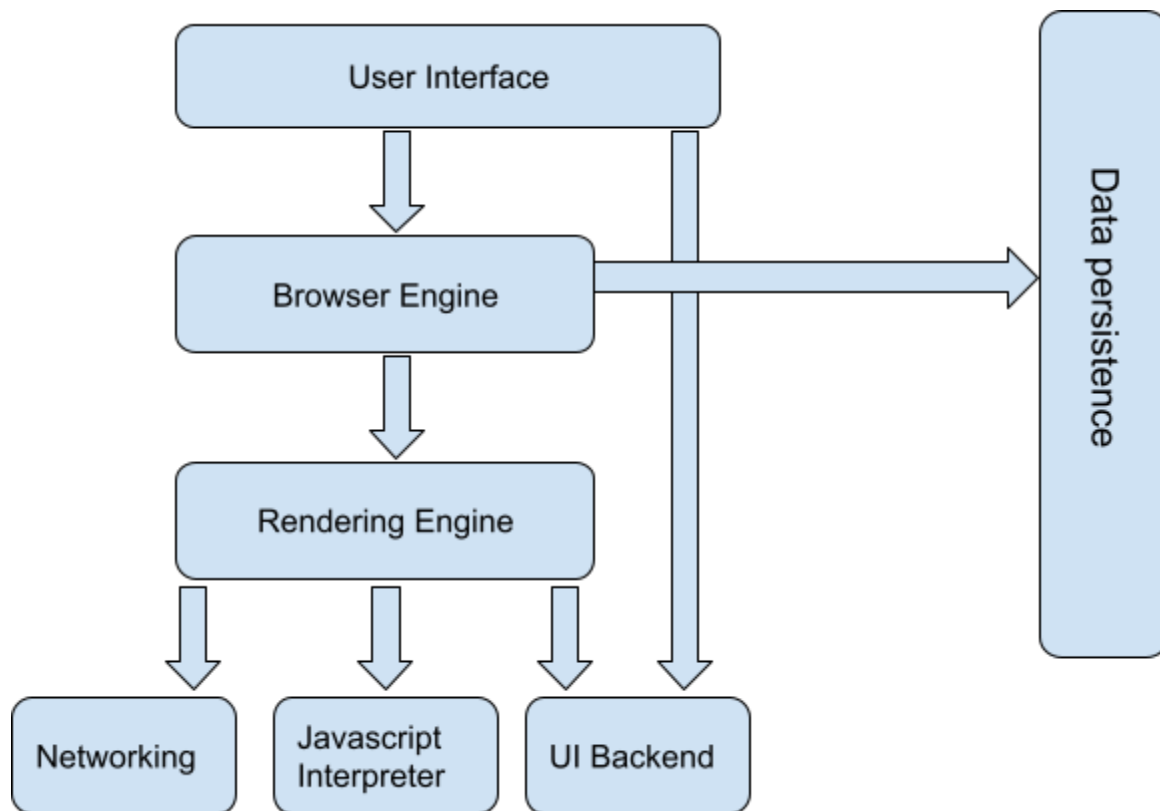 User Interface
Browser Engine
Data persistence
Rendering Engine
Networking
Javascript
Interpreter
UI Backend